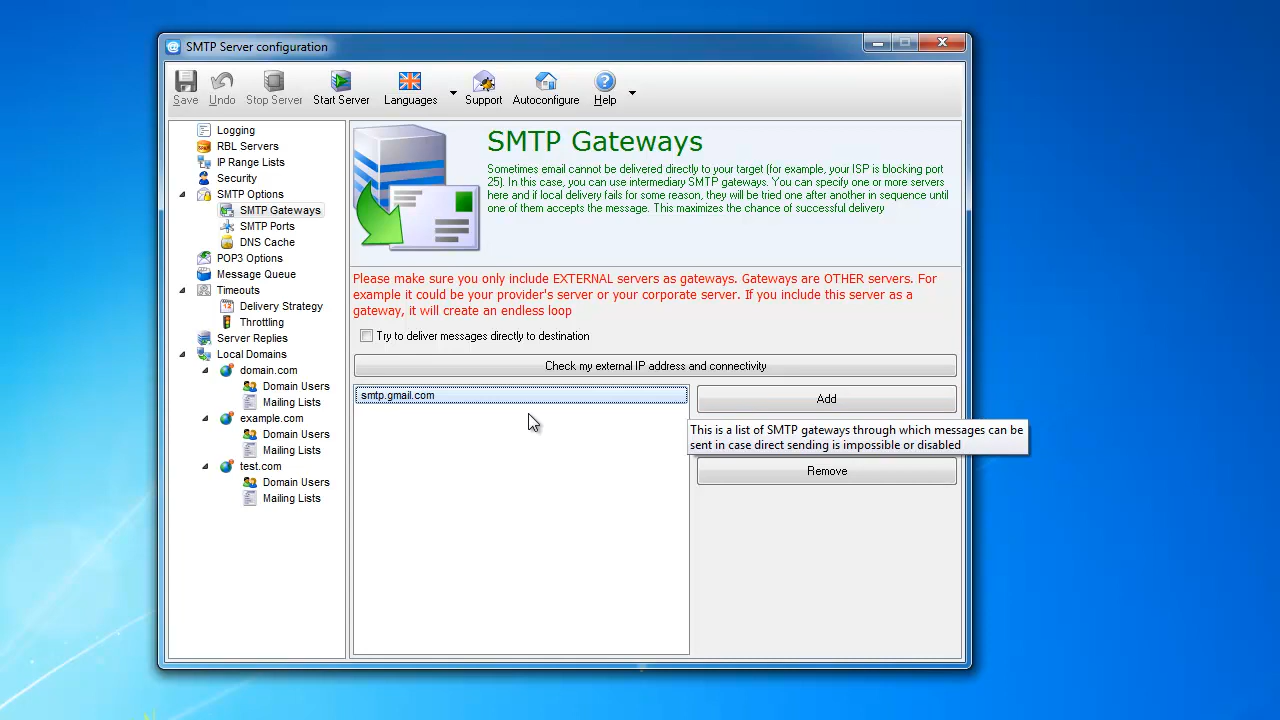 SMTP Server configuration
Save
Undo
Stop Server
Start Server
Languages
Support
Autoconfigure
Help
Logging
RBL Servers
IP Range Lists
Security
SMTP Options
SMTP Gateways
SMTP Ports
DNS Cache
POP3 Options
Message Queue
Timeouts
Delivery Strategy
Throttling
Server Replies
Local Domains
domain.com
Domain Users
Mailing Lists
example.com
Domain Users
Mailing Lists
test.com
Domain Users
Mailing Lists
SMTP Gateways
Sometimes email cannot be delivered directly to your target (for example, your ISP is blocking port
25). In this case, you can use intermediary SMTP gateways. You can specify one or more servers
here and if local delivery fails for some reason, they will be tried one after another in sequence until
one of them accepts the message. This maximizes the chance of successful delivery
Please make sure you only include EXTERNAL servers as gateways. Gateways are OTHER servers. For
example it could be your provider's server or your corporate server. If you include this server as a
gateway, it will create an endless loop
Try to deliver messages directly to destination
Check my external IP address and connectivity
smtp.gmail.com
Add
This is a list of SMTP gateways through which messages can be
sent in case direct sending is impossible or disabled
Remove